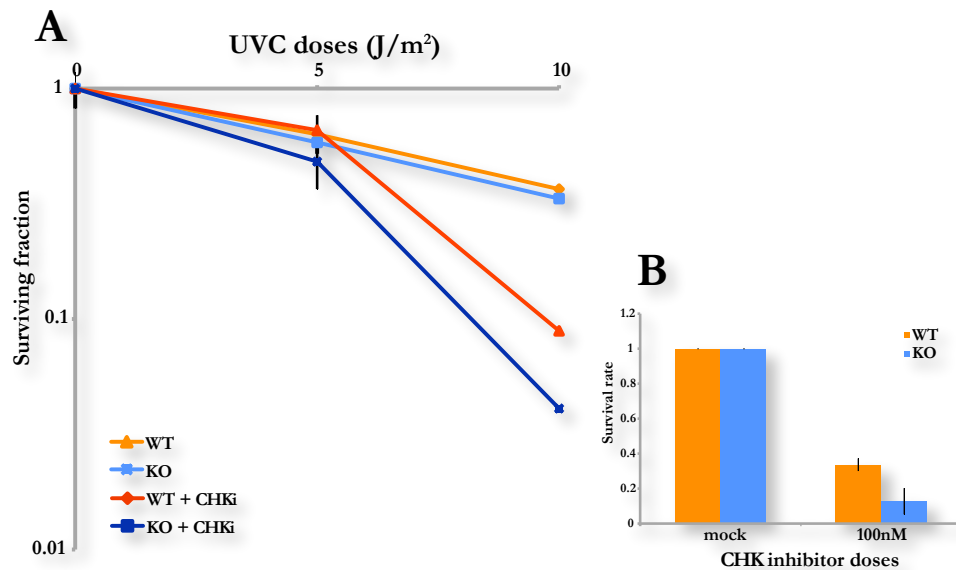 A
UVC doses (J/m²)
0
5
10
1
0.1
0.01
Surviving fraction
WT
KO
WT + CHKi
KO + CHKi
B
1.2
1
0.8
0.6
0.4
0.2
0
Survival rate
WT
KO
mock
100nM
CHK inhibitor doses